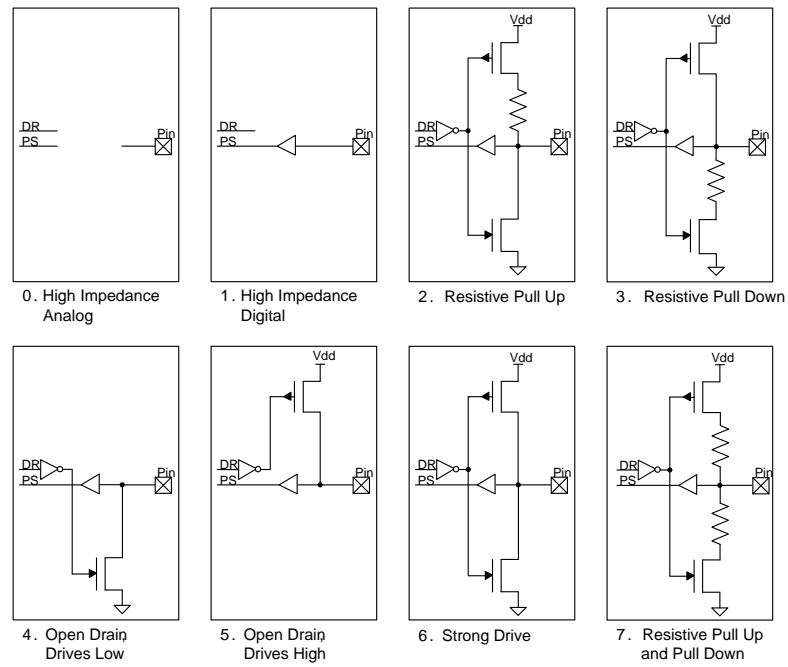 Vdd
Vdd
DR
PS
Pin
DR
PS
Pin
DR
PS
Pin
DR
PS
Pin
0. High Impedance
Analog
1. High Impedance
Digital
2. Resistive Pull Up
3. Resistive Pull Down
Vdd
Vdd
Vdd
DR
PS
Pin
DR
PS
Pin
DR
PS
Pin
DR
PS
Pin
4. Open Drain,
Drives Low
5. Open Drain,
Drives High
6. Strong Drive
7. Resistive Pull Up
and Pull Down